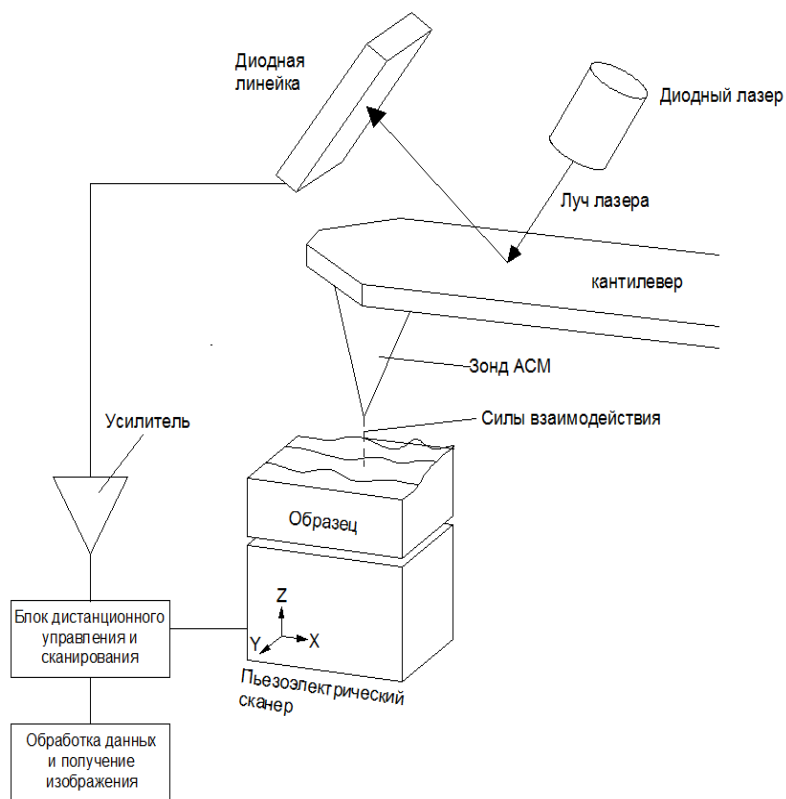 Диодная
линейка
Диодный лазер
Луч лазера
кантилевер
Зонд АСМ
Силы взаимодействия
Усилитель
Образец
Z
Y
X
Блок дистанционного
управления и
сканирования
Пьезоэлектрический
сканер
Обработка данных
и получение
изображения